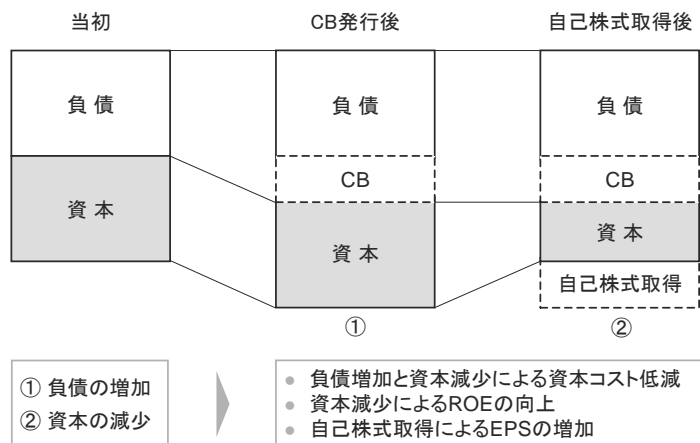 当初
CB発行後
自己株式取得後
負 債
負 債
負 債
CB
CB
資 本
資 本
資 本
自己株式取得
①
②
① 負債の増加
② 資本の減少
● 負債増加と資本減少による資本コスト低減
● 資本減少によるROEの向上
● 自己株式取得によるEPSの増加